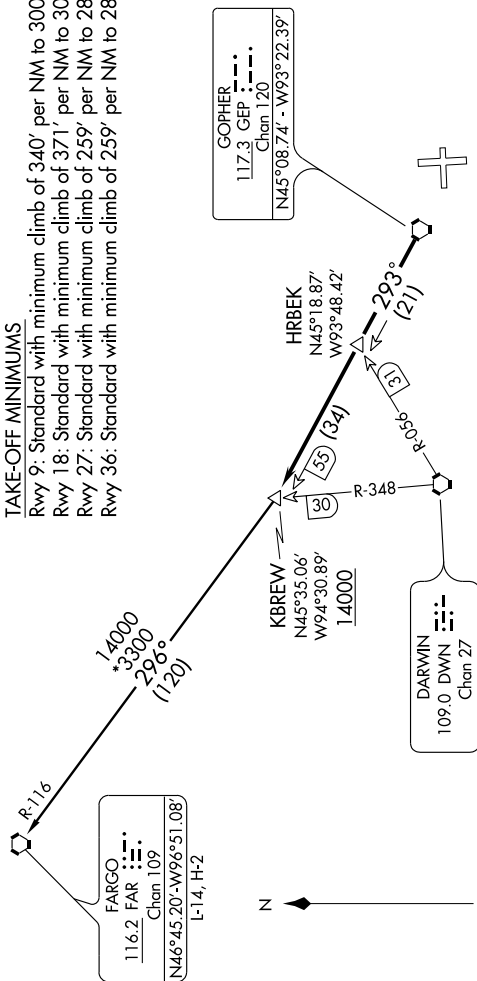 TAKE-OFF MINIMUMS
Rwy 9: Standard with minimum climb of 340' per NM to 300
Rwy 18: Standard with minimum climb of 371' per NM to 30
Rwy 27: Standard with minimum climb of 259' per NM to 28
Rwy 36: Standard with minimum climb of 259' per NM to 28
GOPHER
117.3 GEP
Chan 120
N45°08.74' - W93°22.39'
293°
(21)
HRBEK
N45°18.87'
W93°48.42'
31
R-056
(34)
55
30
R-348
KBREW
N45°35.06'
W94°30.89'
14000
DARWIN
109.0 DWN
Chan 27
14000
*3300
296°
(120)
R-116
FARGO
116.2 FAR
Chan 109
N46°45.20'-W96°51.08'
L-14, H-2
N